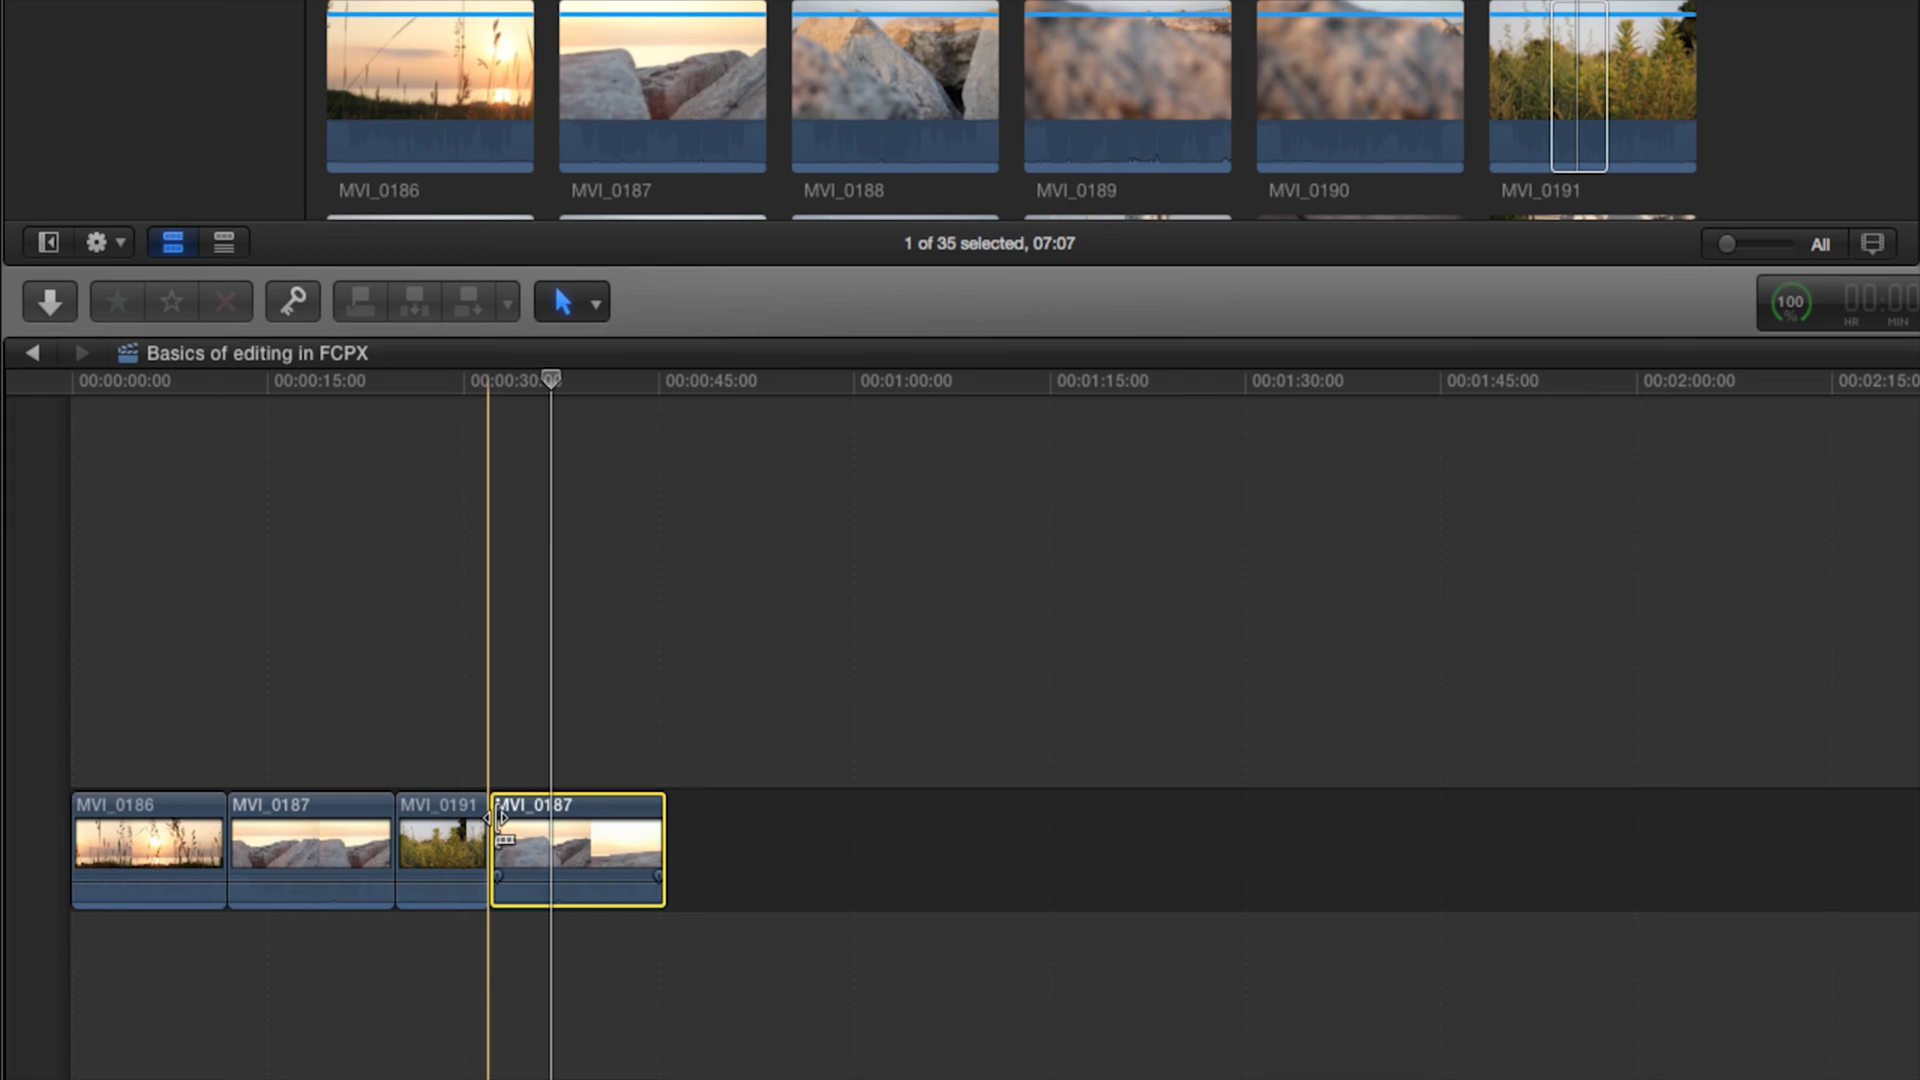 MVI_0186 MVI_0187 MVI_0188 MVI_0189 MVI_0190 MVI_0191
1 of 35 selected, 07:07
All
100
%
00:00
HR MIN
Basics of editing in FCPX
00:00:00:00 00:00:15:00 00:00:30:00 00:00:45:00 00:01:00:00 00:01:15:00 00:01:30:00 00:01:45:00 00:02:00:00 00:02:15:0
MVI_0186 MVI_0187 MVI_0191 MVI_0187